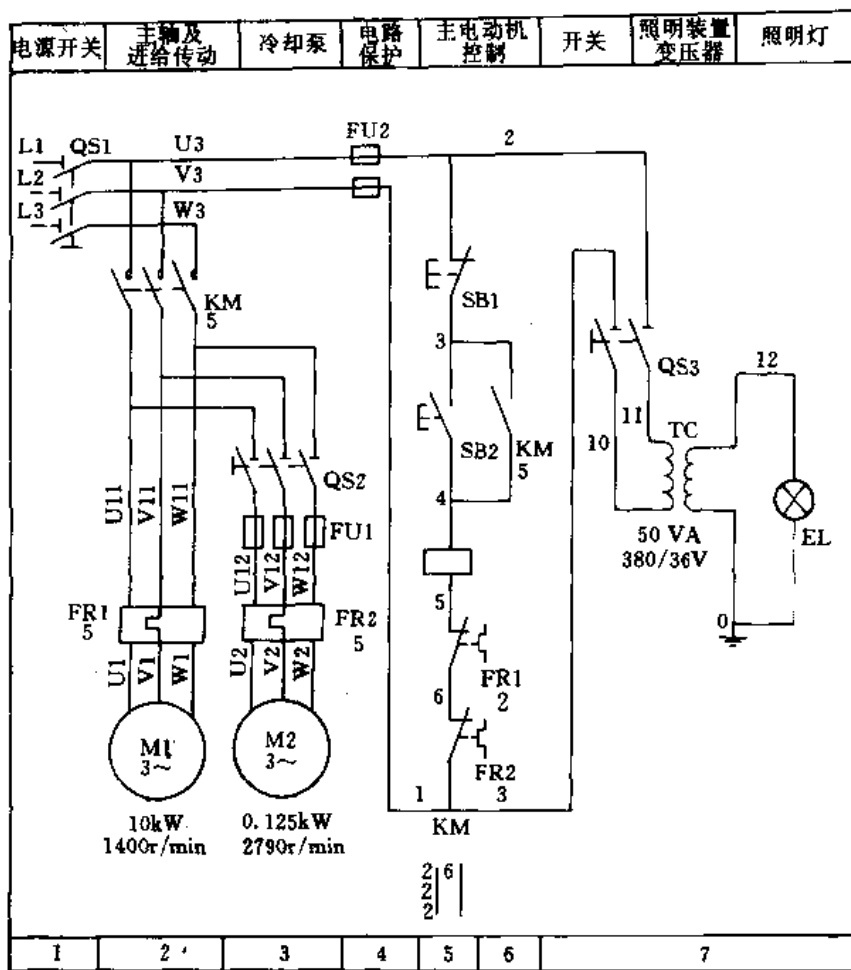 电源开关
主轴及
进给传动
冷却泵
电路
保护
主电动机
控制
开关
照明装置
变压器
照明灯
L1
QS1
U3
FU2
2
L2
V3
L3
W3
KM
5
SB1
3
QS3
12
11
TC
10
SB2
KM
5
QS2
4
U11
V11
W11
FU1
50 VA
380/36V
EL
U12
V12
W12
5
0
FR1
5
FR2
5
U1
V1
W1
U2
V2
W2
FR1
2
6
M1
3～
M2
3～
FR2
3
1
KM
10kW
1400r/min
0.125kW
2790r/min
2 6
2
2
1
2
3
4
5
6
7